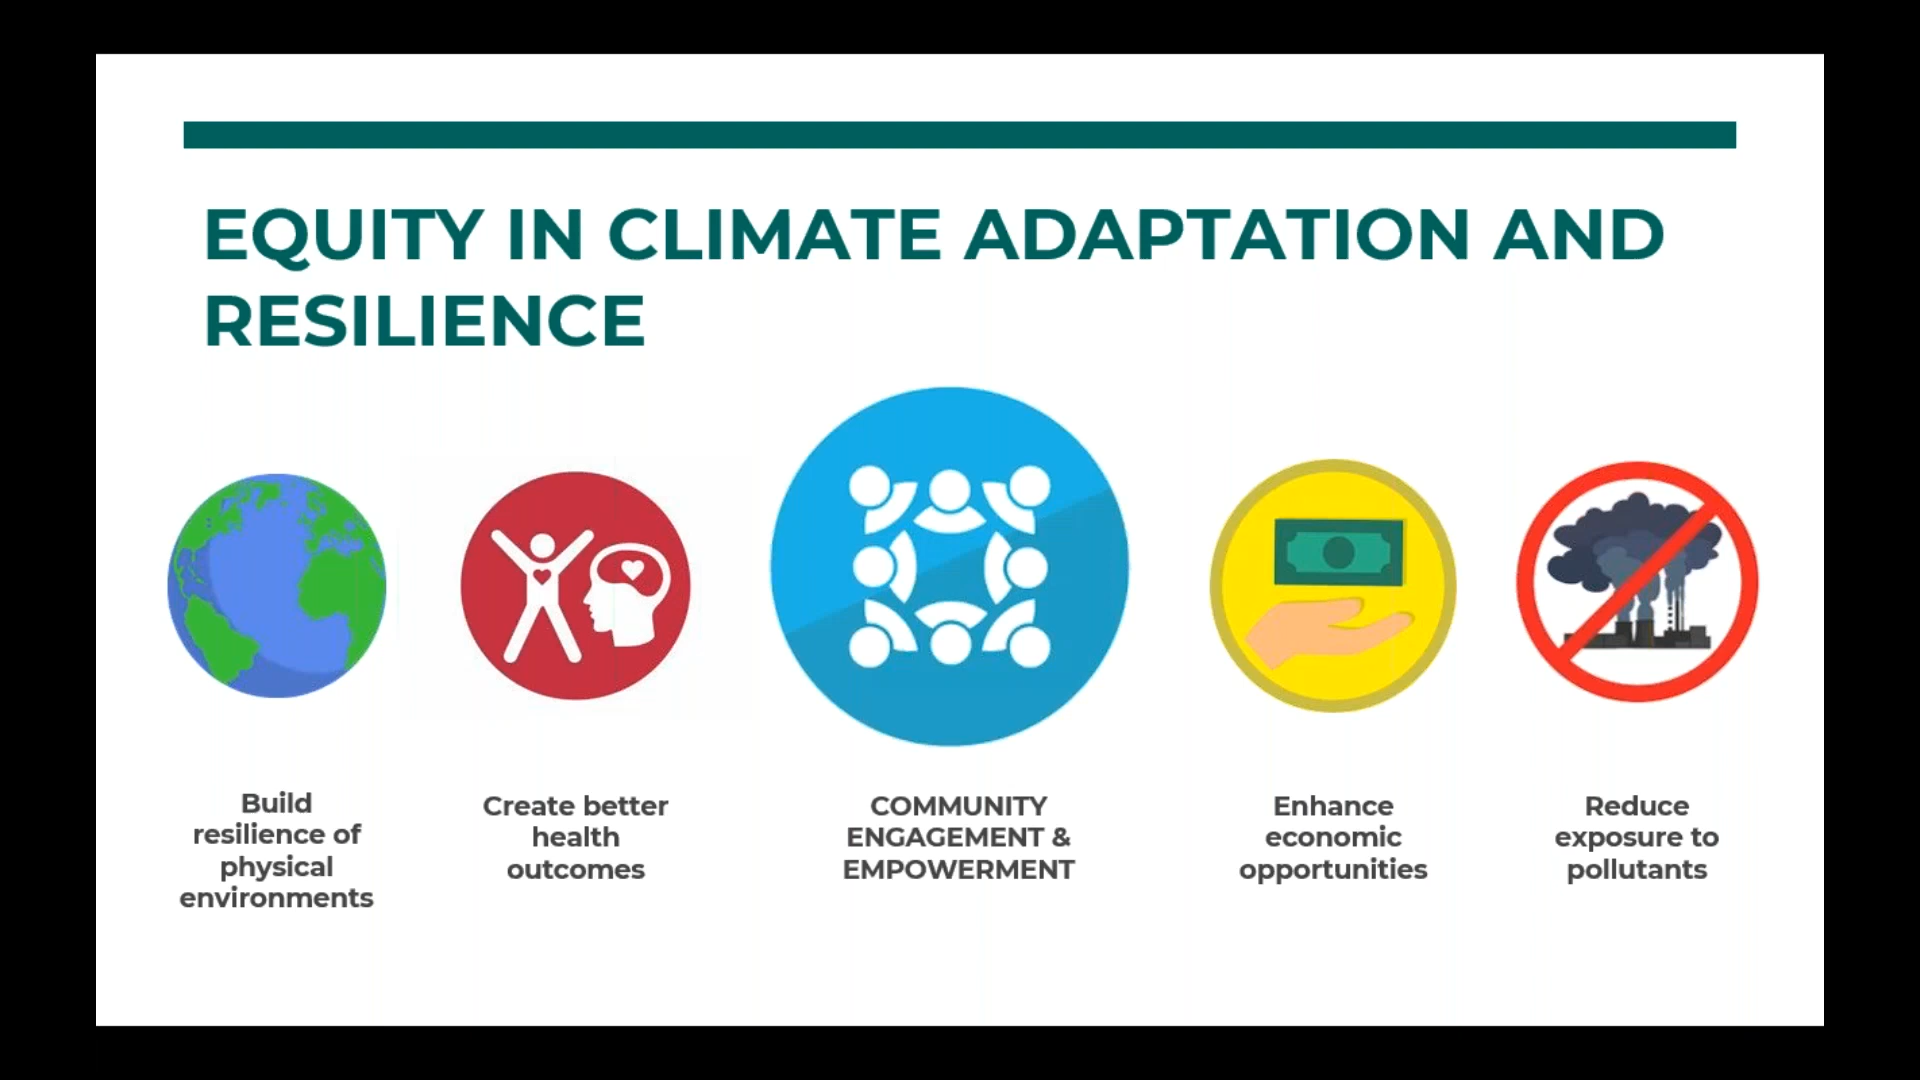 EQUITY IN CLIMATE ADAPTATION AND
RESILIENCE
Build
resilience of
physical
environments
Create better
health
outcomes
COMMUNITY
ENGAGEMENT &
EMPOWERMENT
Enhance
economic
opportunities
Reduce
exposure to
pollutants